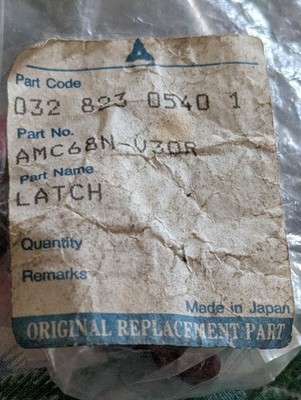 Part Code
032 823 0540 1
Part No.
AMC68N-V30R
Part Name
LATCH
Quantity
Remarks
Made in Japan
ORIGINAL REPLACEMENT PART